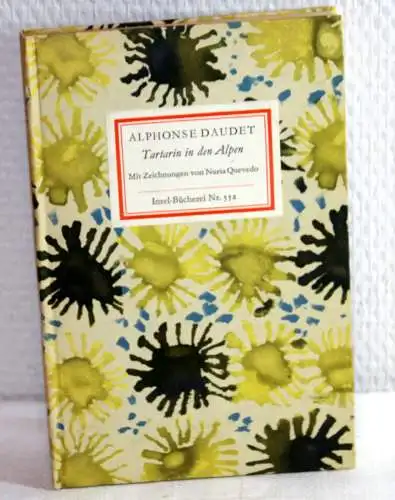 ALPHONSE DAUDET
Tartarin in den Alpen
Mit Zeichnungen von Nuria Quevedo
Insel-Bücherei Nr. 552